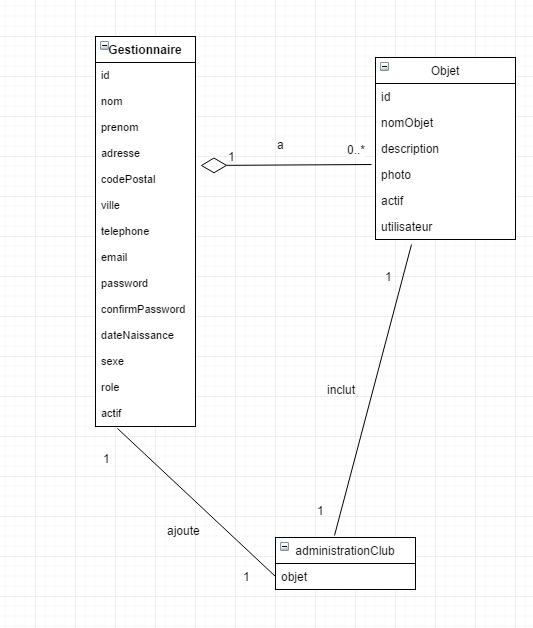 Gestionnaire
id
nom
prenom
adresse
codePostal
ville
telephone
email
password
confirmPassword
dateNaissance
sexe
role
actif
1
a
0..*
Objet
id
nomObjet
description
photo
actif
utilisateur
1
inclut
1
1
ajoute
1
administrationClub
objet